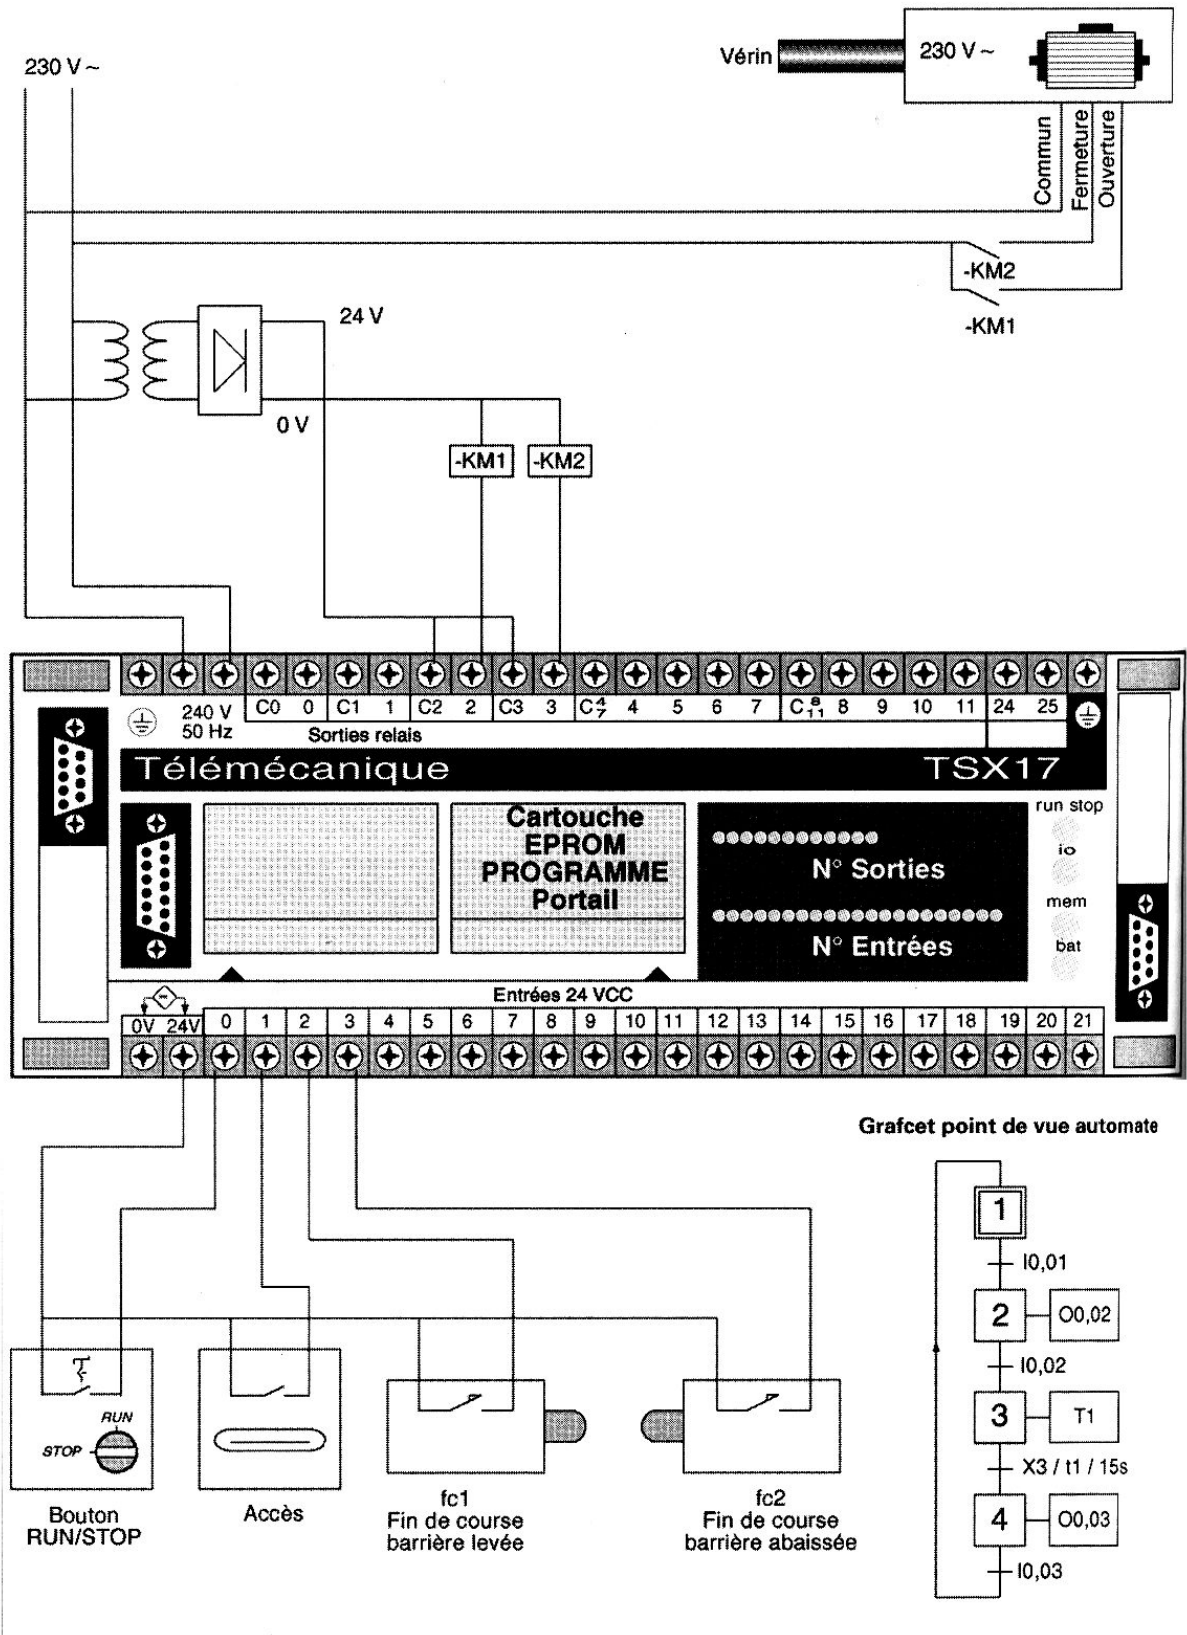 Vérin
230 V ~
230 V ~
Commun
Fermeture
Ouverture
-KM2
-KM1
24 V
0 V
-KM1
-KM2
240 V
50 Hz
C0 0 C1 1 C2 2 C3 3 C 4 7 4 5 6 7 C 8 11 8 9 10 11 24 25
Sorties relais
Télémécanique
TSX17
run stop
io
mem
bat
Cartouche
EPROM
PROGRAMME
Portail
N° Sorties
N° Entrées
Entrées 24 VCC
0V 24V 0 1 2 3 4 5 6 7 8 9 10 11 12 13 14 15 16 17 18 19 20 21
Grafcet point de vue automate
1
I0,01
2
O0,02
I0,02
3
T1
X3 / t1 / 15s
4
O0,03
I0,03
RUN
STOP
Bouton
RUN/STOP
Accès
fc1
Fin de course
barrière levée
fc2
Fin de course
barrière abaissée